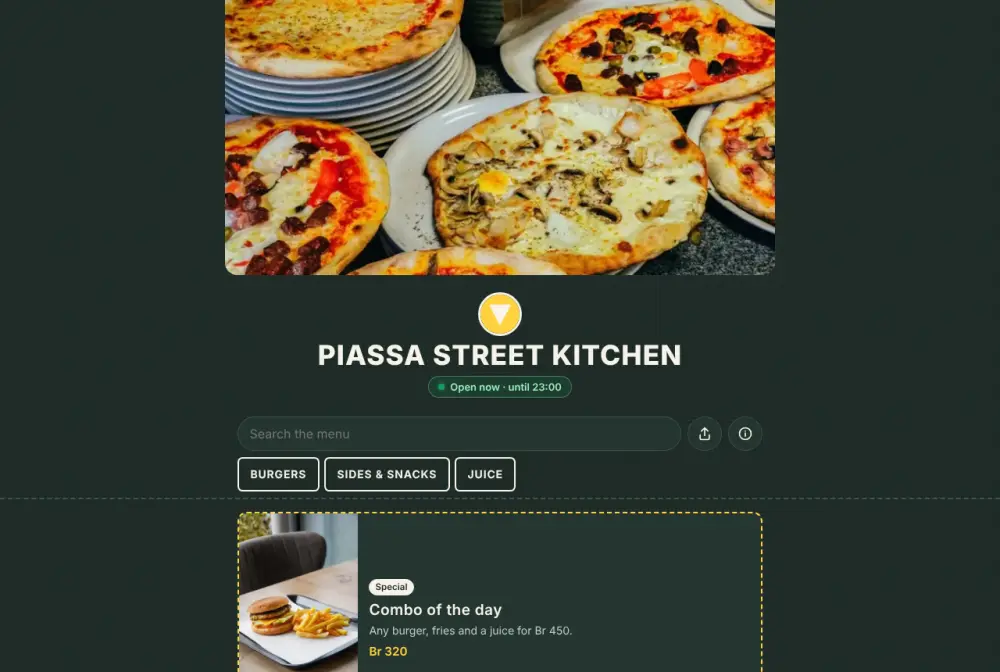 PIASSA STREET KITCHEN
Open now · until 23:00
Search the menu
BURGERS
SIDES & SNACKS
JUICE
Special
Combo of the day
Any burger, fries and a juice for Br 450.
Br 320